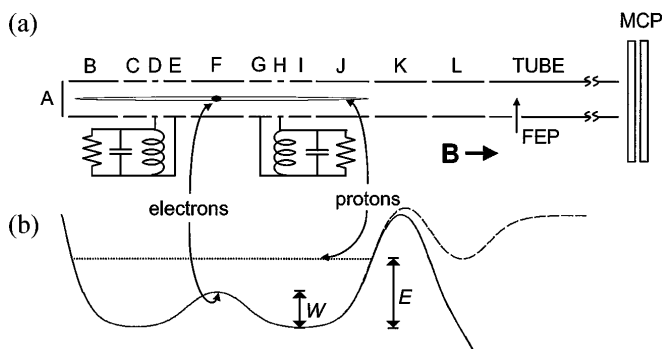 (a)
MCP
B C D E F G H I J K L TUBE
A
B
FEP
electrons
protons
(b)
W
E